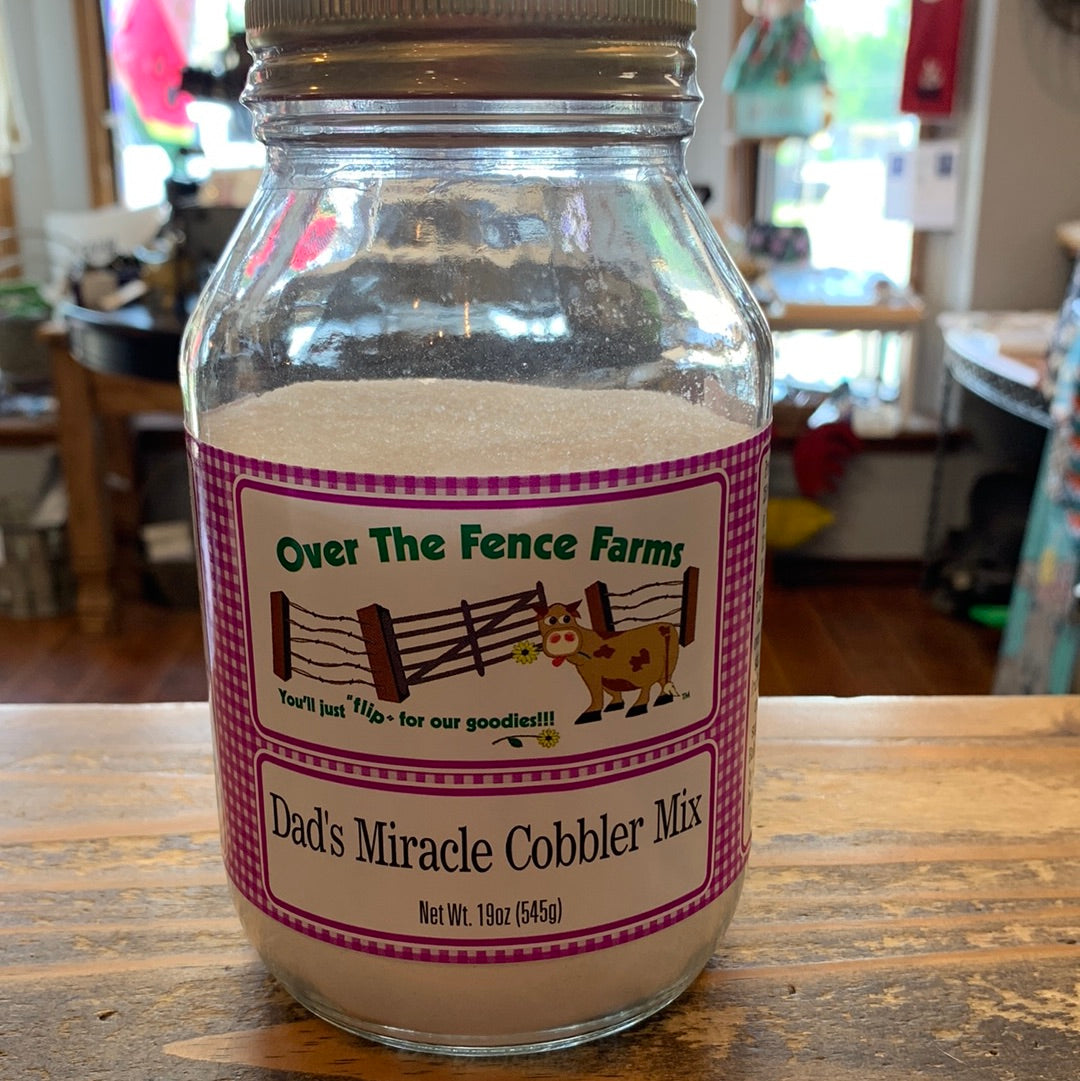 Over The Fence Farms
You'll just "flip" for our goodies!!!
TM
Dad's Miracle Cobbler Mix
Net Wt. 19oz (545g)